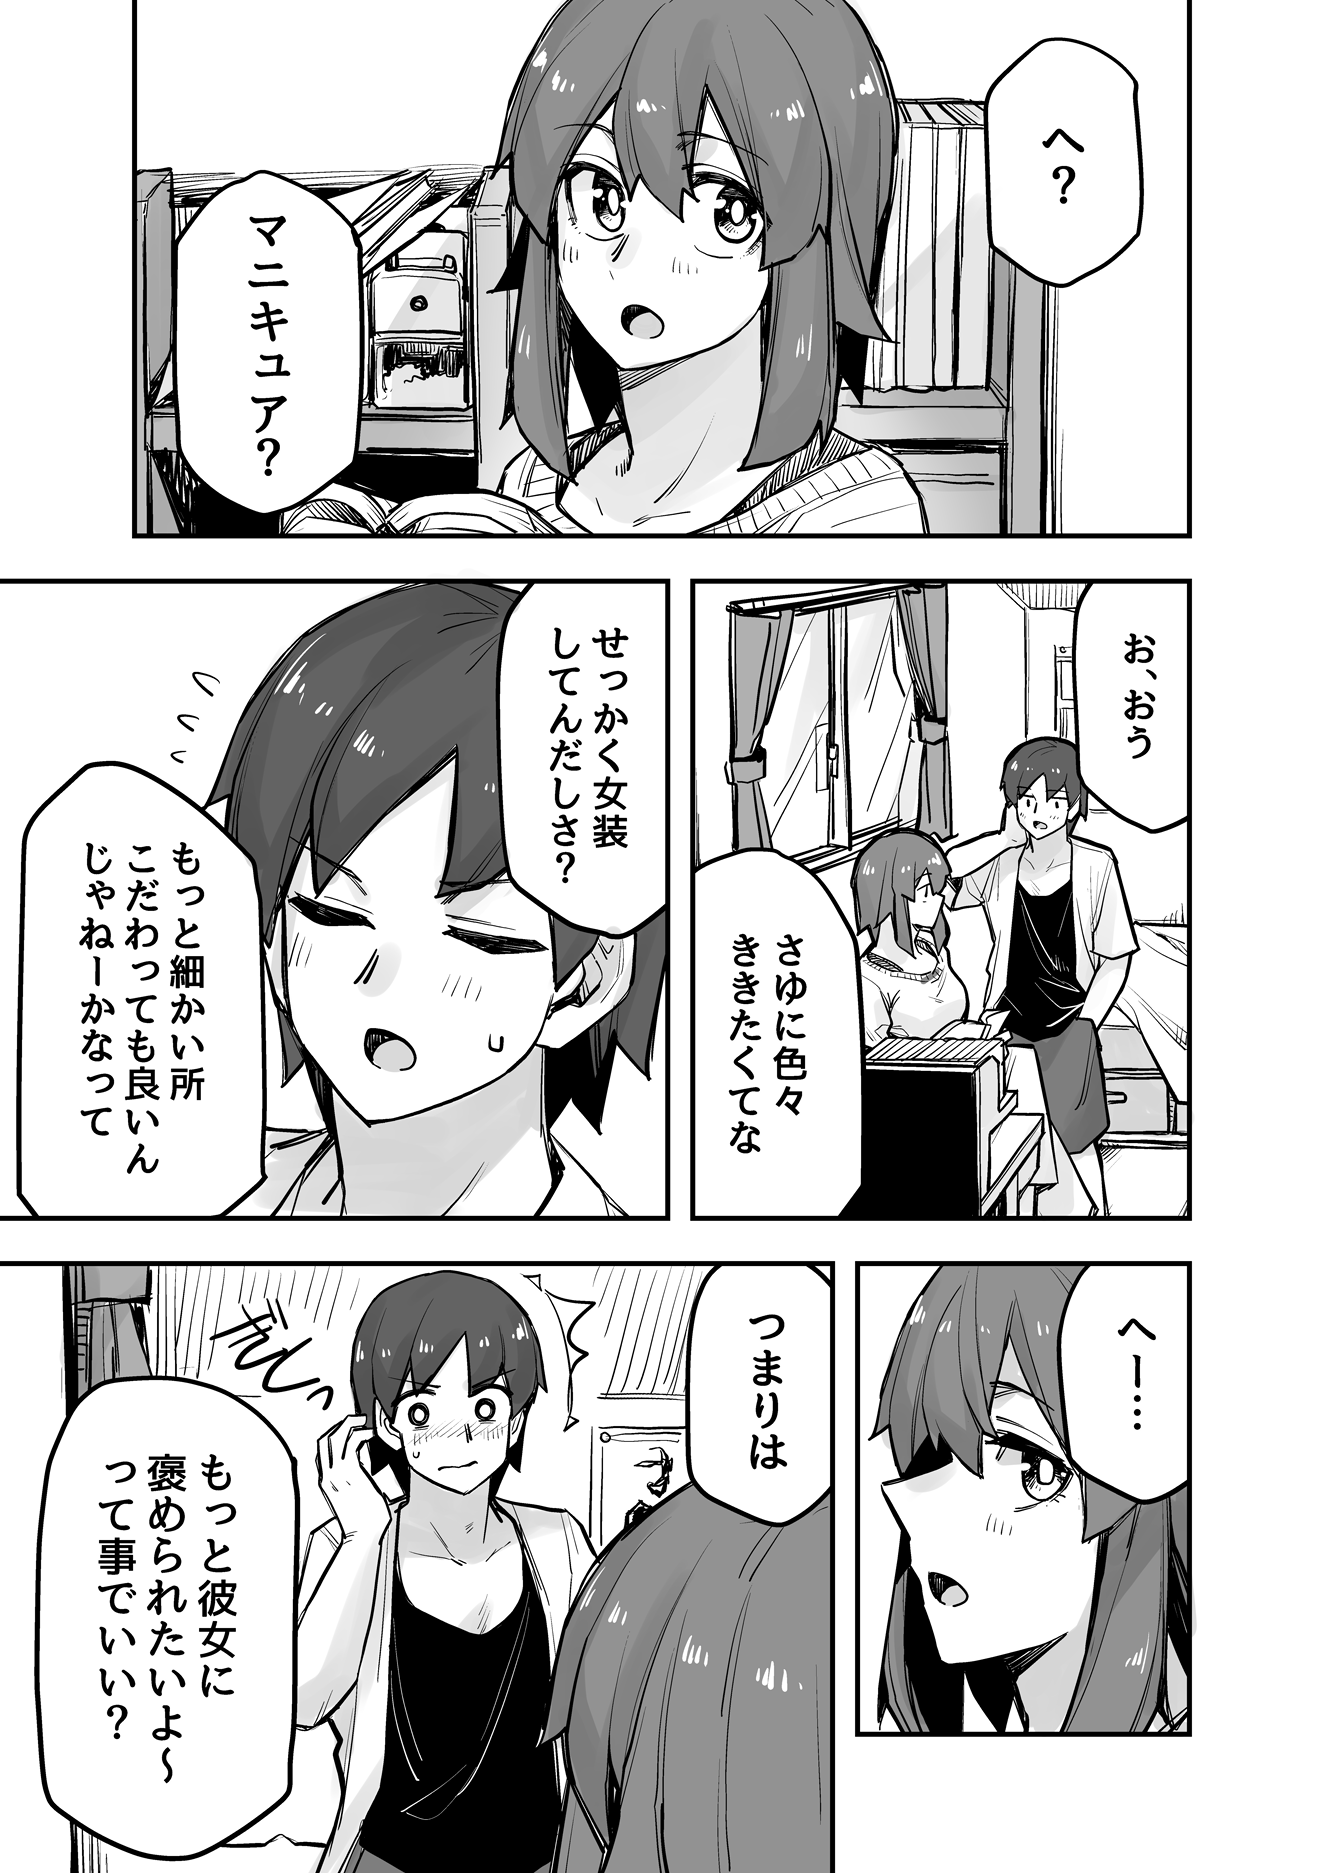 へ？
マニキュア？
お、おう
さゆに色々
ききたくてな
せっかく女装
してんだしさ？
もっと細かい所
こだわっても良いん
じゃねーかなって
へー…
つまりは
ぎくっ
もっと彼女に
褒められたいよ～
って事でいい？